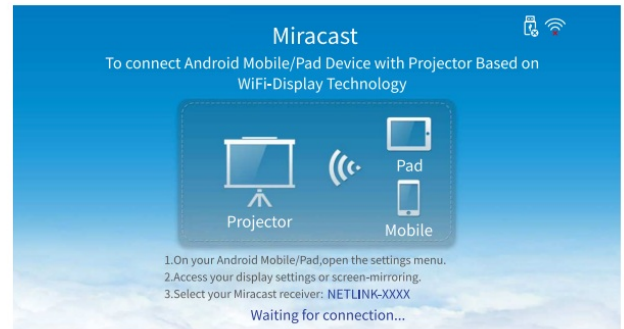 Miracast
To connect Android Mobile/Pad Device with Projector Based on
WiFi-Display Technology
Pad
Projector
Mobile
1.On your Android Mobile/Pad,open the settings menu.
2.Access your display settings or screen-mirroring.
3.Select your Miracast receiver: NETLINK-XXXX
Waiting for connection...